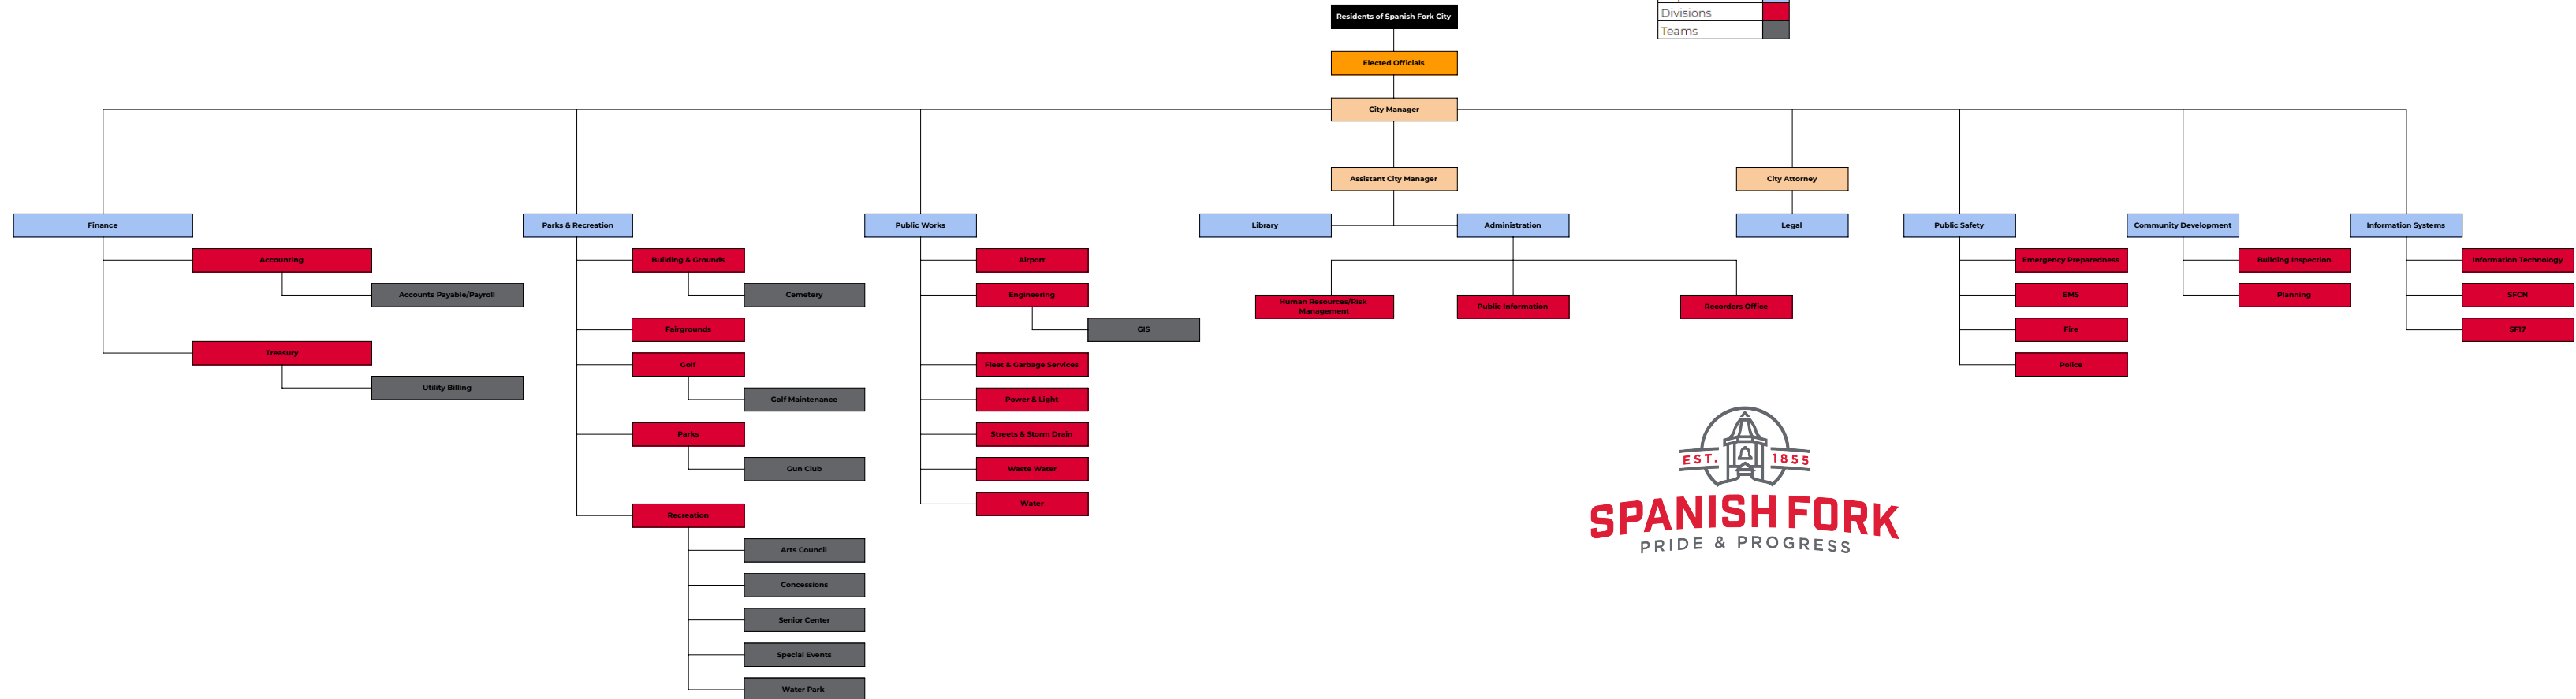 Divisions
Teams
Residents of Spanish Fork City
Elected Officials
City Manager
Assistant City Manager
City Attorney
Finance
Parks & Recreation
Public Works
Library
Administration
Legal
Public Safety
Community Development
Information Systems
Accounting
Accounts Payable/Payroll
Treasury
Utility Billing
Building & Grounds
Cemetery
Fairgrounds
Golf
Golf Maintenance
Parks
Gun Club
Recreation
Arts Council
Concessions
Senior Center
Special Events
Water Park
Airport
Engineering
GIS
Fleet & Garbage Services
Power & Light
Streets & Storm Drain
Waste Water
Water
Human Resources/Risk
Management
Public Information
Recorders Office
Emergency Preparedness
EMS
Fire
Police
Building Inspection
Planning
Information Technology
SFCN
SF17
EST. 1855
SPANISH FORK
PRIDE & PROGRESS